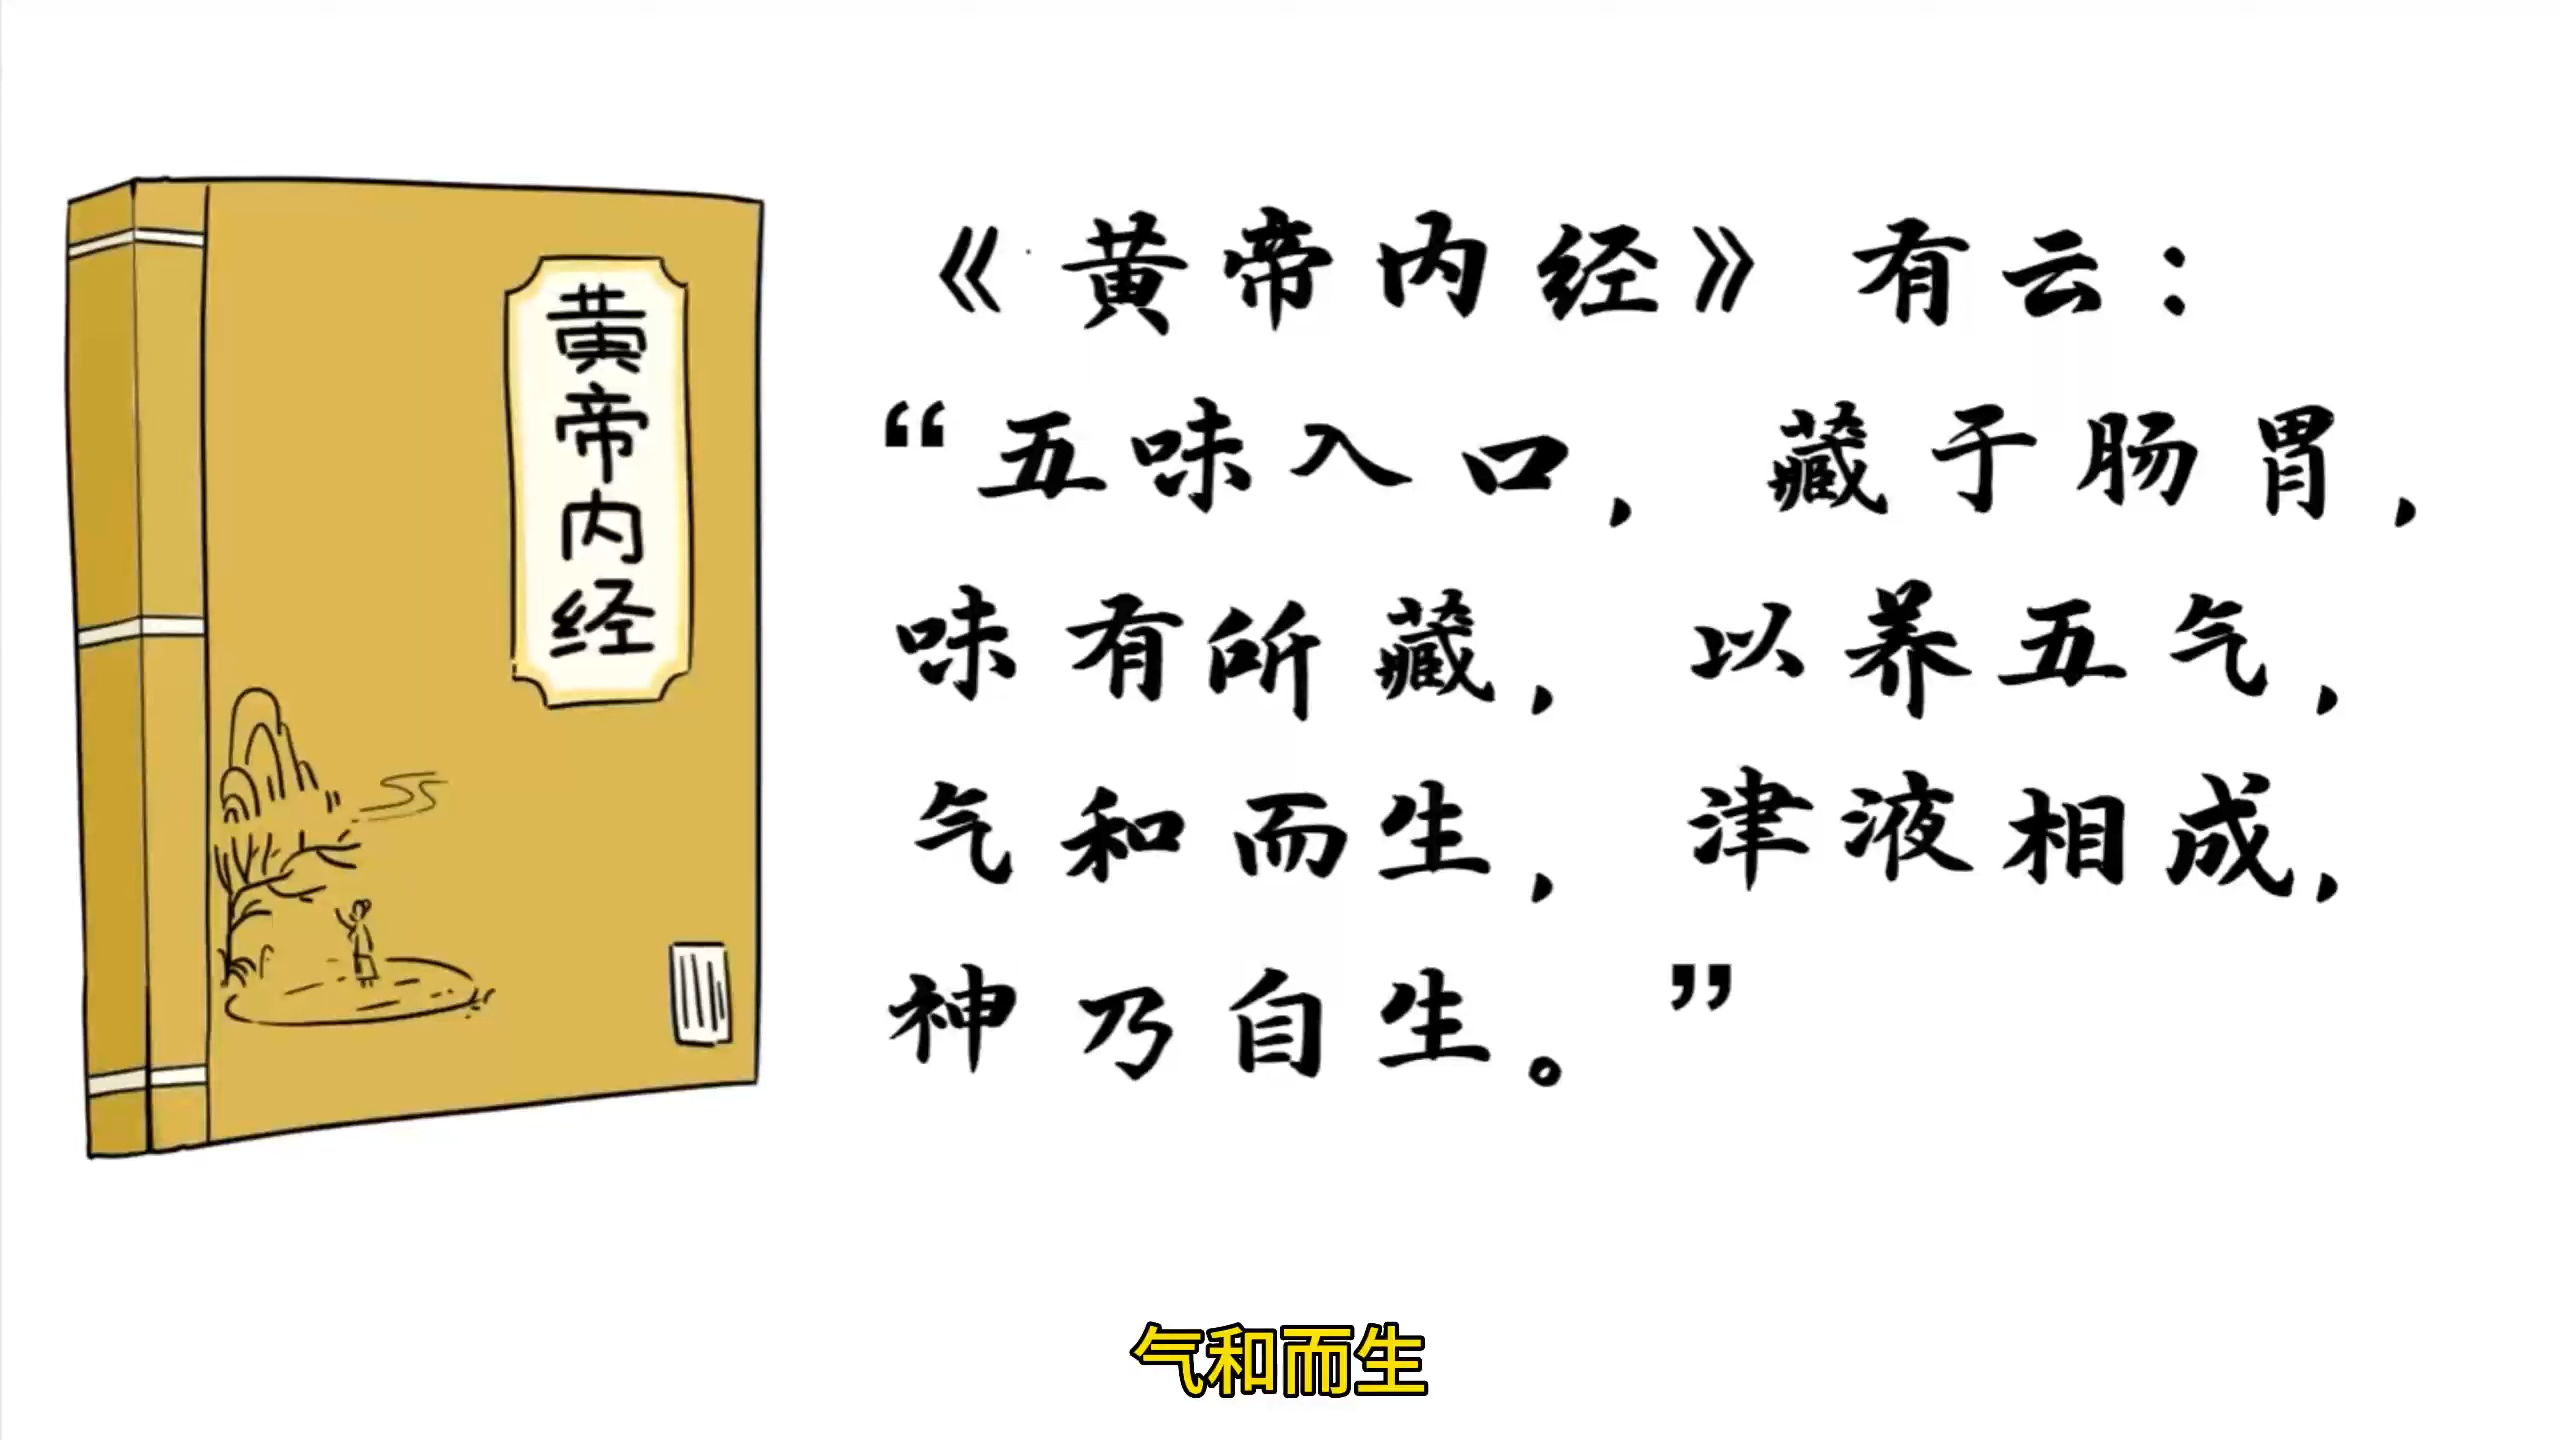 黄帝内经
《黄帝内经》有云：
“五味入口，藏于肠胃，
味有所藏，以养五气，
气和而生，津液相成，
神乃自生。”
气和而生